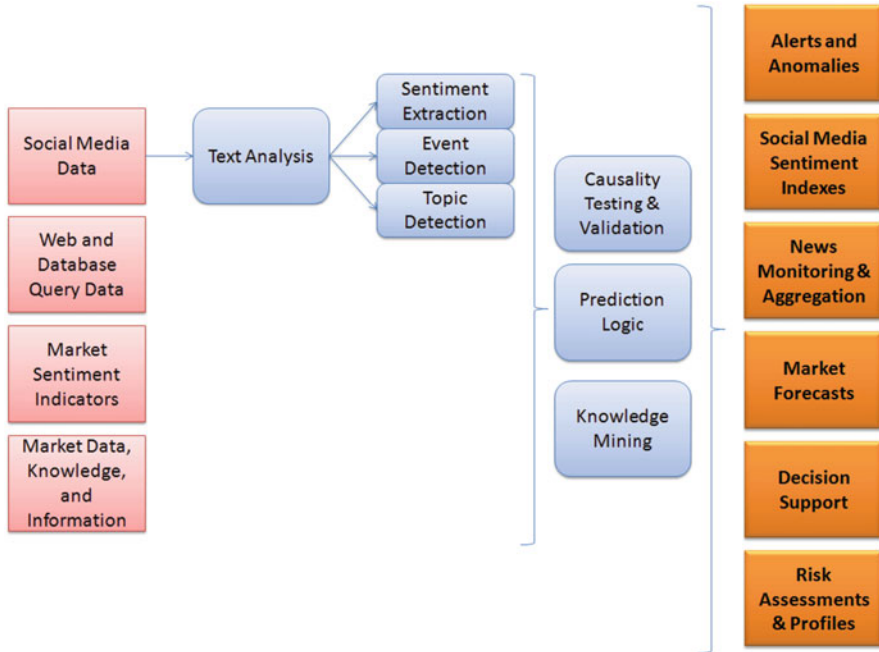 Social Media
Data
Web and
Database
Query Data
Market
Sentiment
Indicators
Market Data,
Knowledge,
and
Information
Text Analysis
Sentiment
Extraction
Event
Detection
Topic
Detection
Causality
Testing &
Validation
Prediction
Logic
Knowledge
Mining
Alerts and
Anomalies
Social Media
Sentiment
Indexes
News
Monitoring &
Aggregation
Market
Forecasts
Decision
Support
Risk
Assessments
& Profiles